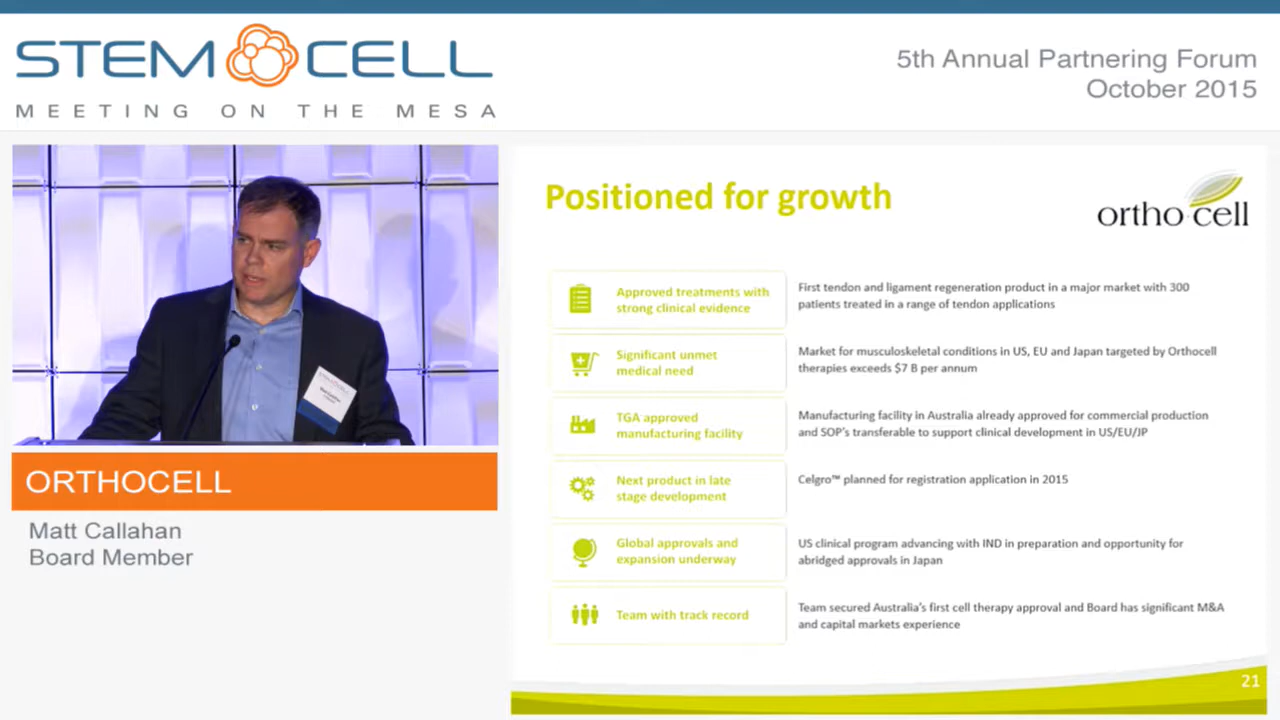 STEM CELL
MEETING ON THE MESA
5th Annual Partnering Forum
October 2015
ORTHOCELL
Matt Callahan
Board Member
Positioned for growth
ortho cell
Approved treatments with
strong clinical evidence
First tendon and ligament regeneration product in a major market with 300
patients treated in a range of tendon applications
Significant unmet
medical need
Market for musculoskeletal conditions in US, EU and Japan targeted by Orthocell
therapies exceeds $7 B per annum
TGA approved
manufacturing facility
Manufacturing facility in Australia already approved for commercial production
and SOP's transferable to support clinical development in US/EU/JP
Next product in late
stage development
Celgro™ planned for registration application in 2015
Global approvals and
expansion underway
US clinical program advancing with IND in preparation and opportunity for
abridged approvals in Japan
Team with track record
Team secured Australia's first cell therapy approval and Board has significant M&A
and capital markets experience
21